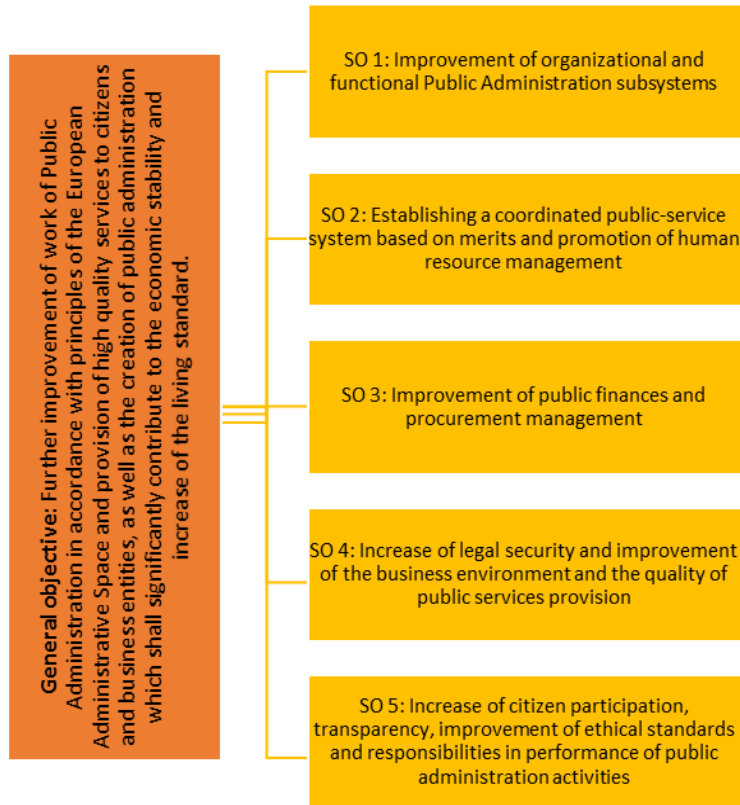 General objective: Further improvement of work of Public
Administration in accordance with principles of the European
Administrative Space and provision of high quality services to citizens
and business entities, as well as the creation of public administration
which shall significantly contribute to the economic stability and
increase of the living standard.
SO 1: Improvement of organizational and
functional Public Administration subsystems
SO 2: Establishing a coordinated public-service
system based on merits and promotion of human
resource management
SO 3: Improvement of public finances and
procurement management
SO 4: Increase of legal security and improvement
of the business environment and the quality of
public services provision
SO 5: Increase of citizen participation,
transparency, improvement of ethical standards
and responsibilities in performance of public
administration activities